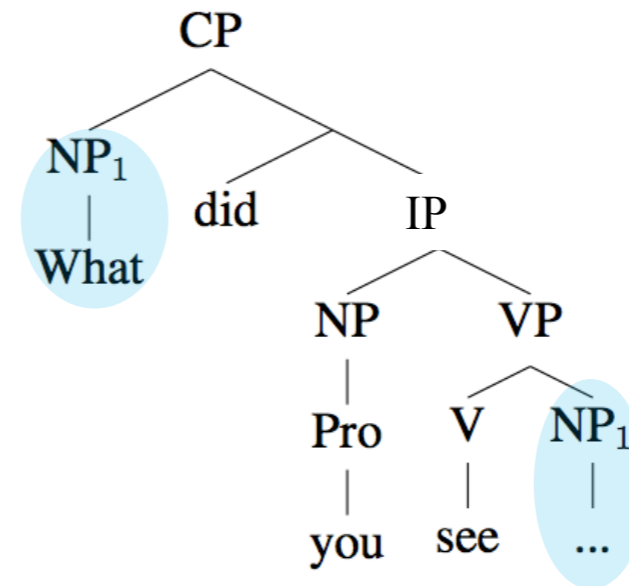 CP
NP₁
did
IP
What
NP VP
Pro V NP₁
you see ...